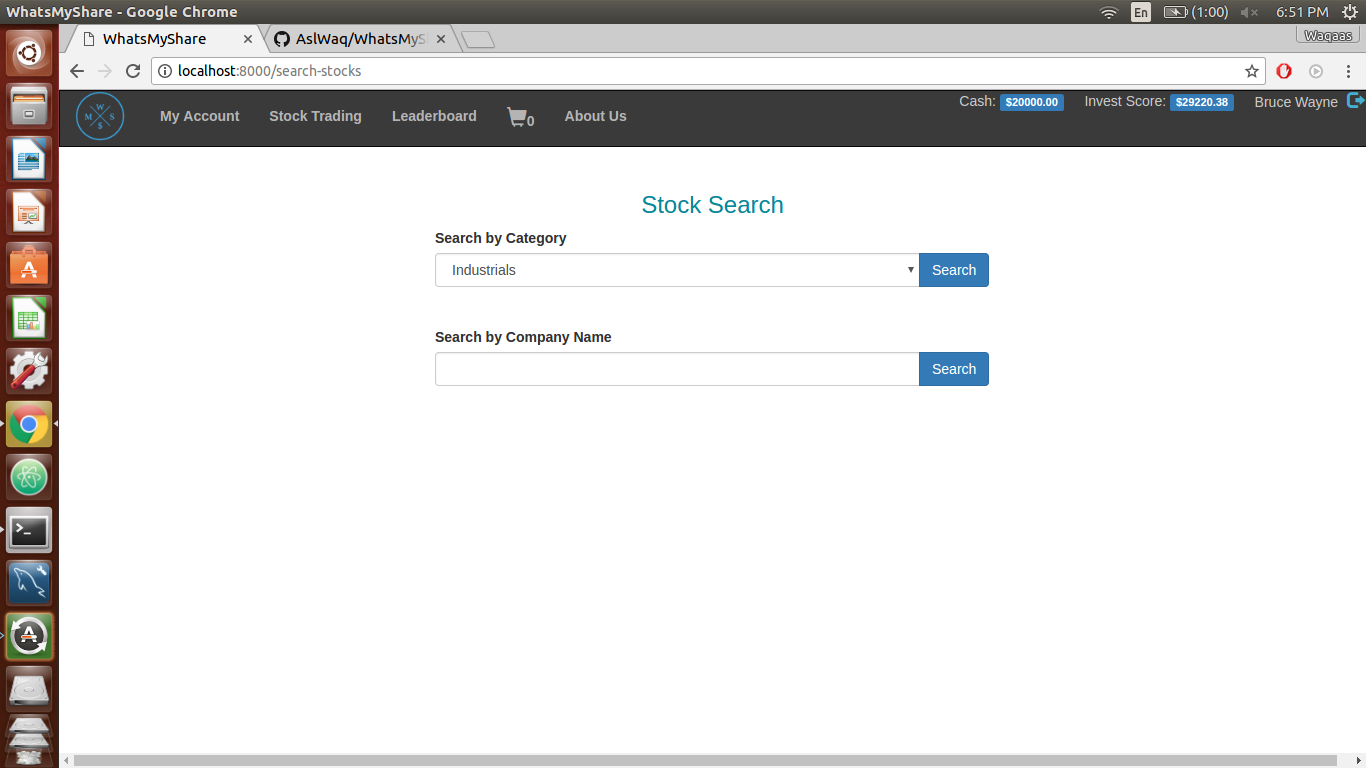 WhatsMyShare - Google Chrome
En
(1:00)
6:51 PM
WhatsMyShare
AslWaq/WhatsMyS
Waqaas
localhost:8000/search-stocks
W
M
S
$
My Account
Stock Trading
Leaderboard
0
About Us
Cash: $20000.00
Invest Score: $29220.38
Bruce Wayne
Stock Search
Search by Category
Industrials
Search
Search by Company Name
Search